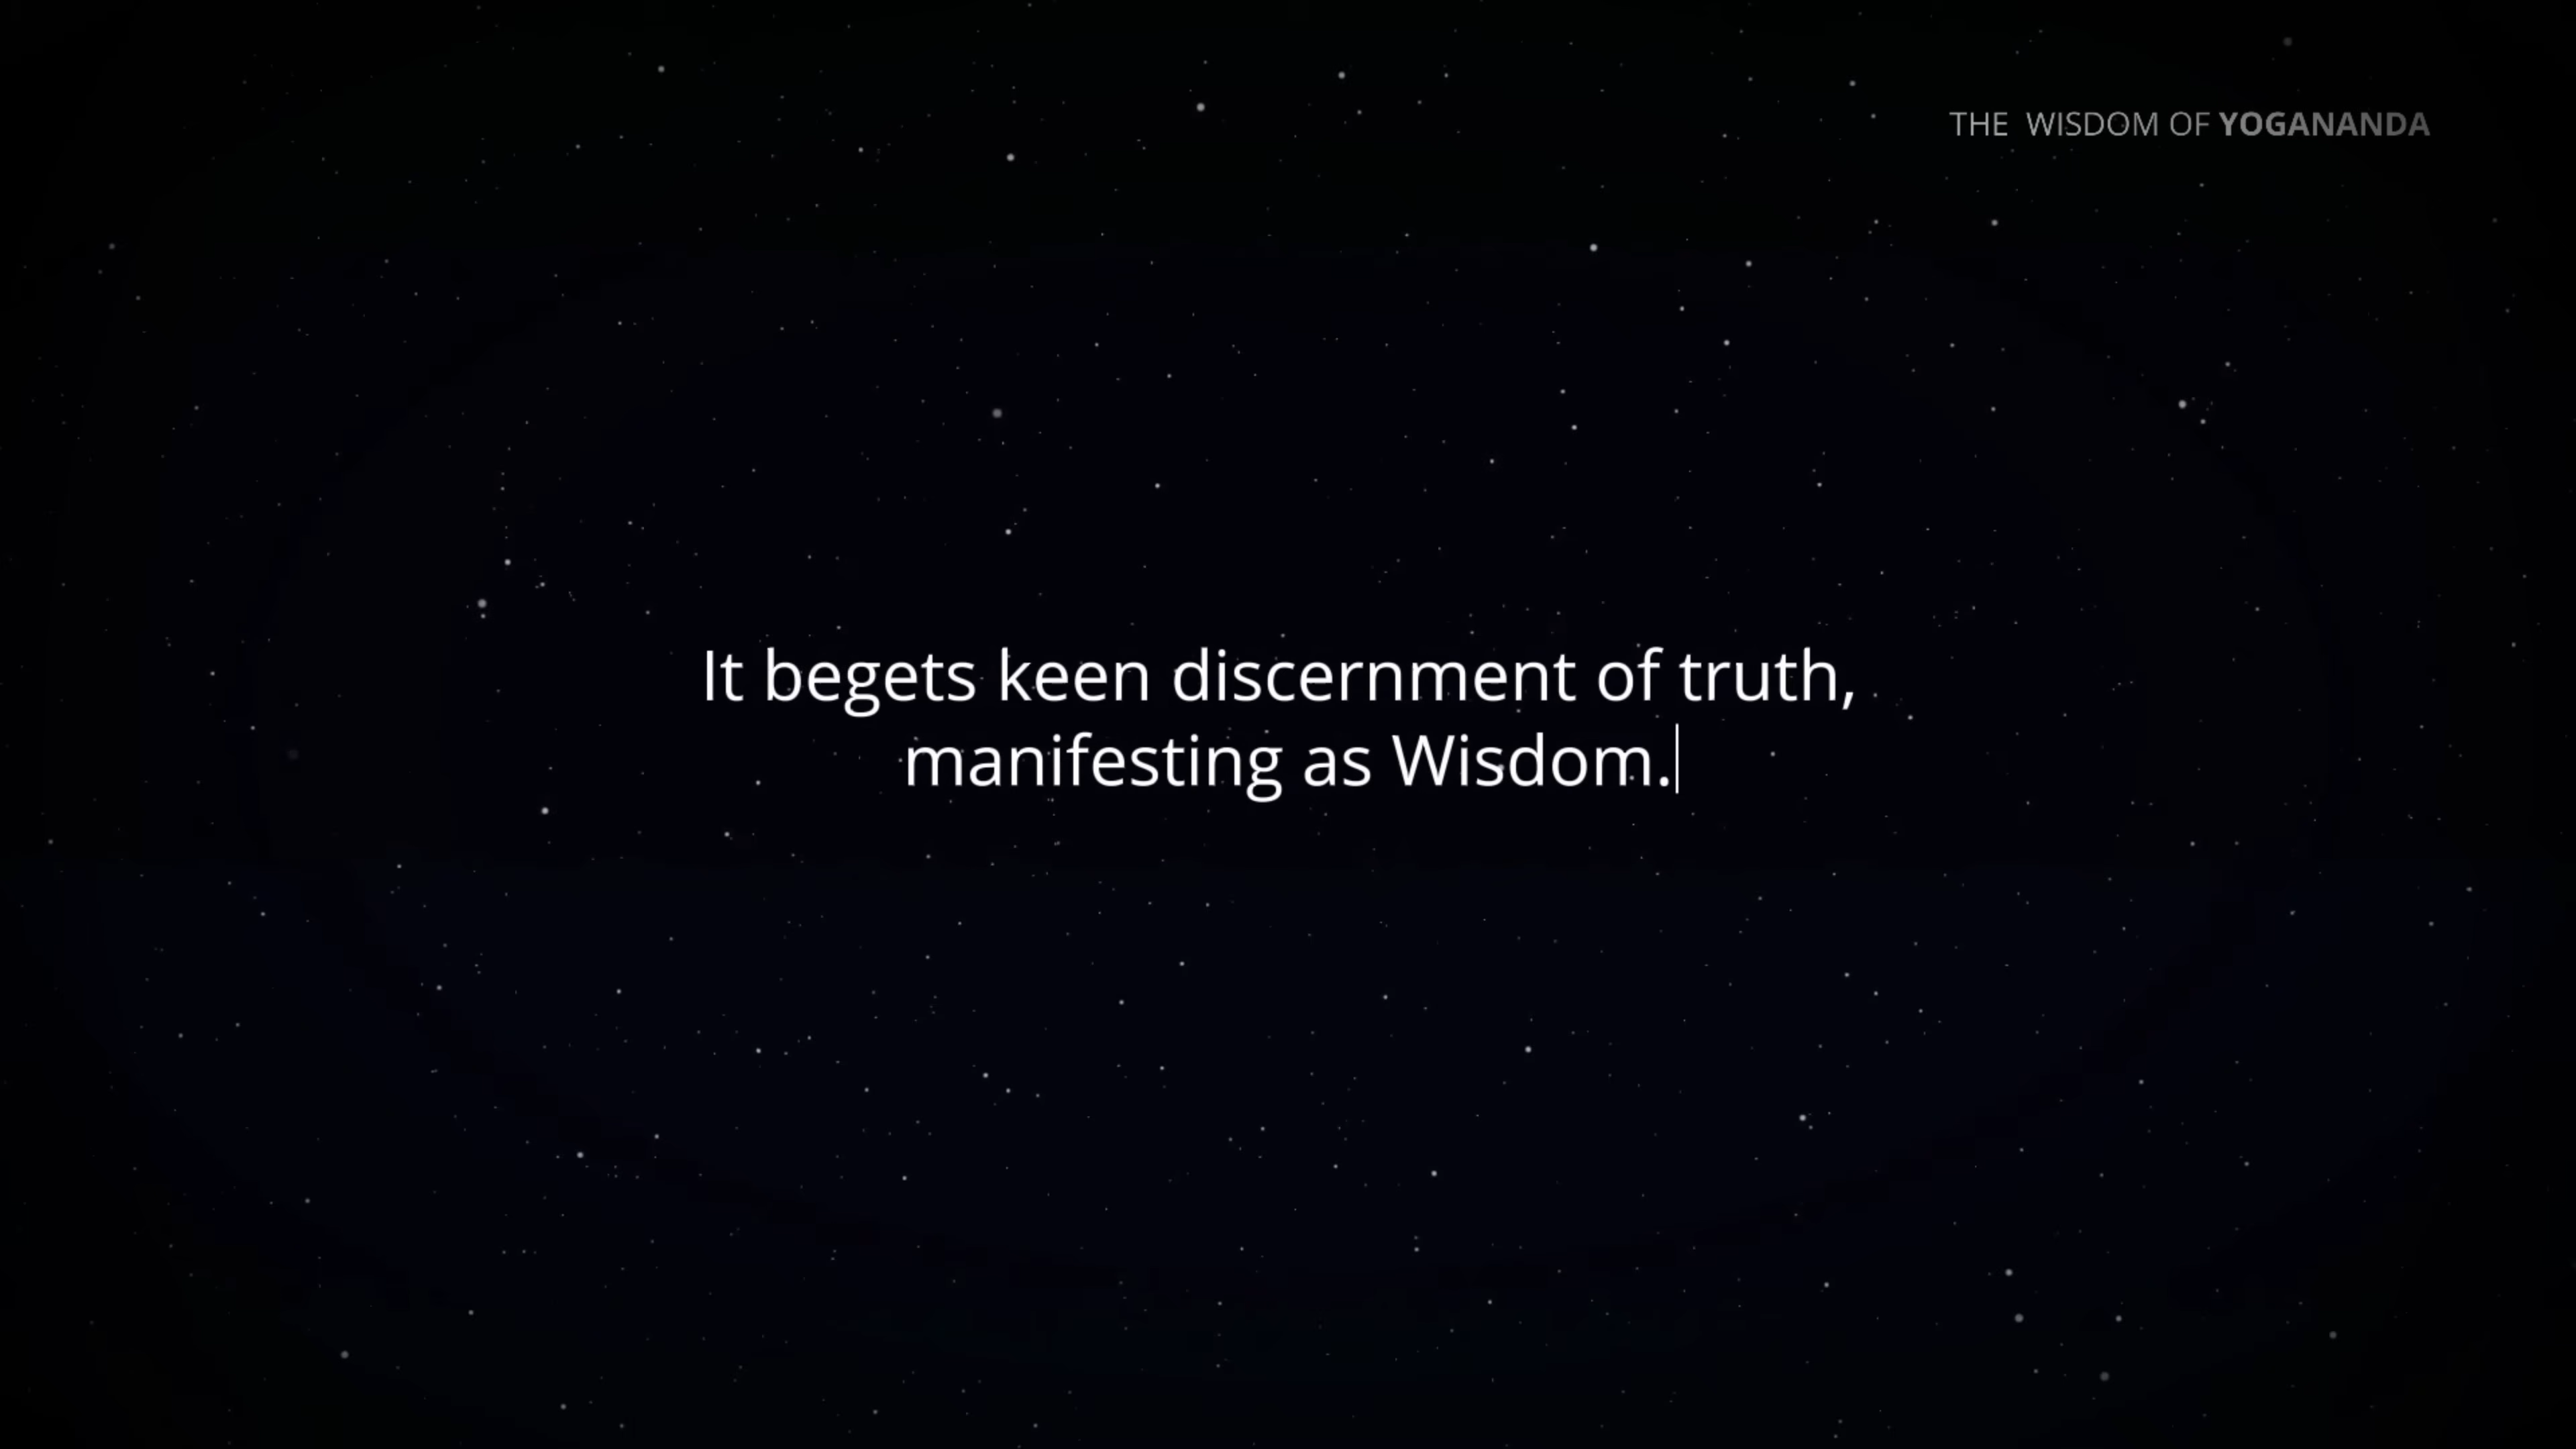 THE WISDOM OF YOGANANDA
It begets keen discernment of truth,
manifesting as Wisdom.